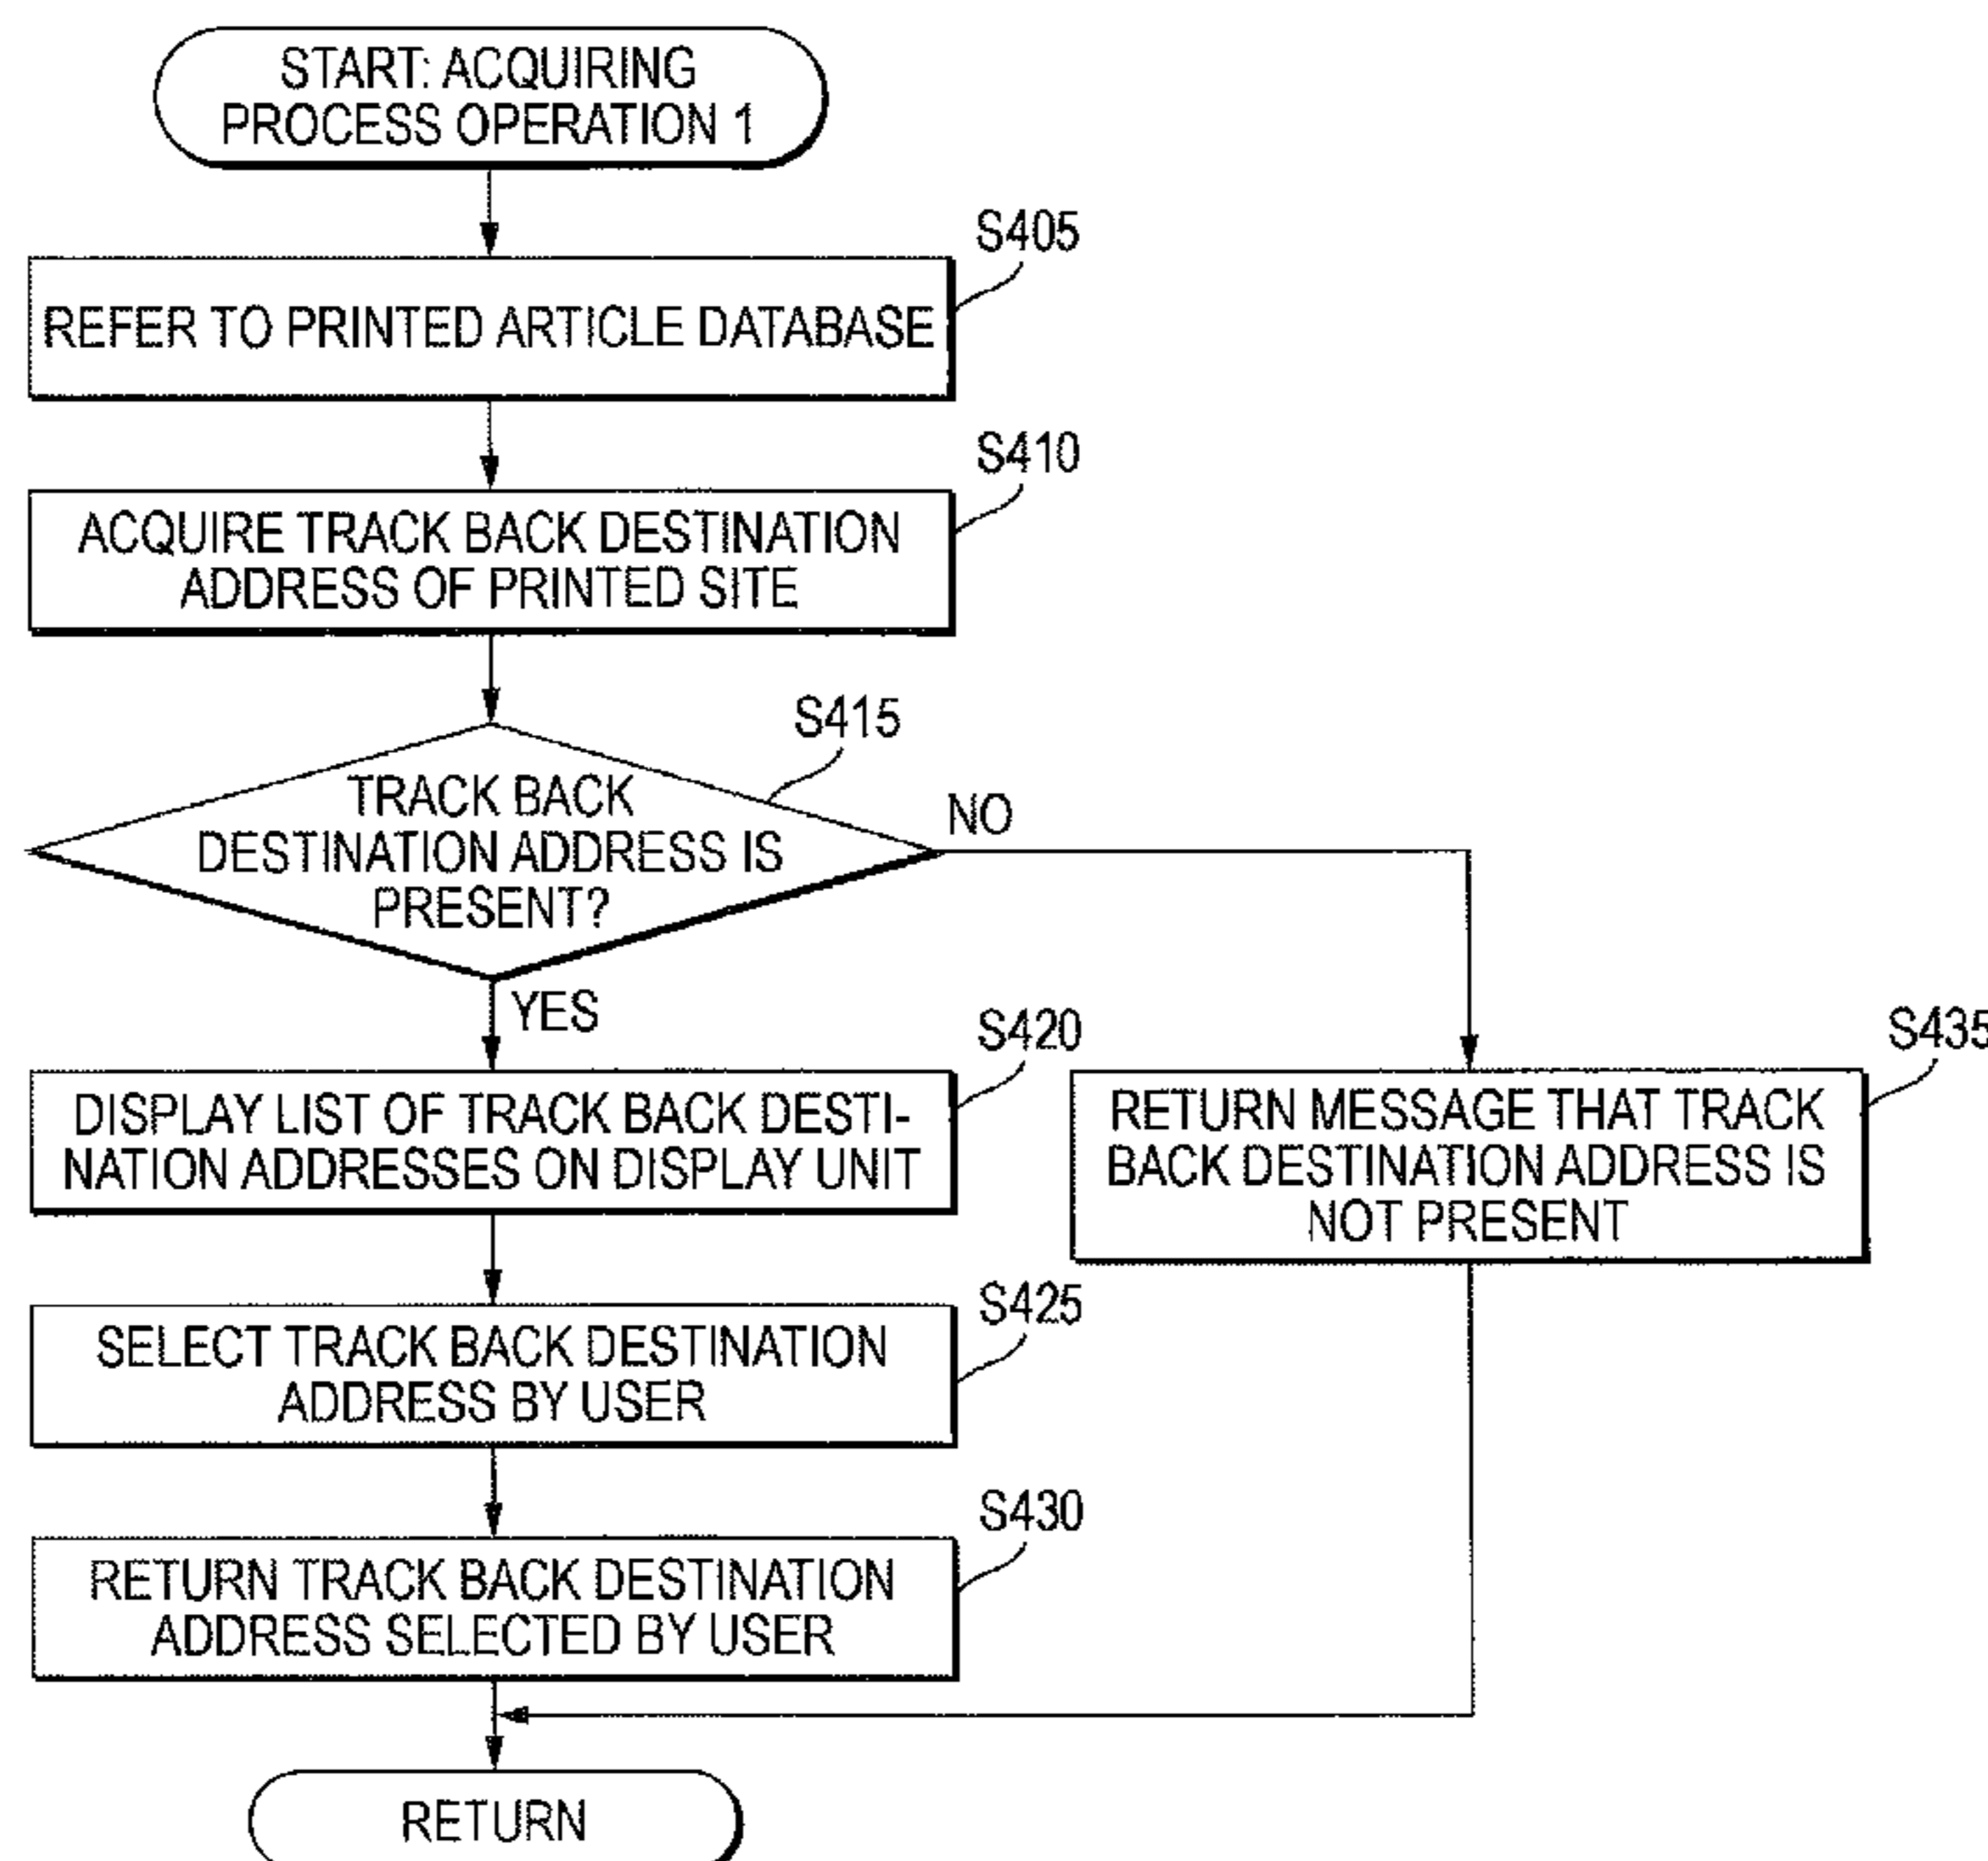 START: ACQUIRING
PROCESS OPERATION 1
S405
REFER TO PRINTED ARTICLE DATABASE
S410
ACQUIRE TRACK BACK DESTINATION
ADDRESS OF PRINTED SITE
S415
TRACK BACK
DESTINATION ADDRESS IS
PRESENT?
NO
YES
S420
DISPLAY LIST OF TRACK BACK DESTI-
NATION ADDRESSES ON DISPLAY UNIT
S435
RETURN MESSAGE THAT TRACK
BACK DESTINATION ADDRESS IS
NOT PRESENT
S425
SELECT TRACK BACK DESTINATION
ADDRESS BY USER
S430
RETURN TRACK BACK DESTINATION
ADDRESS SELECTED BY USER
RETURN